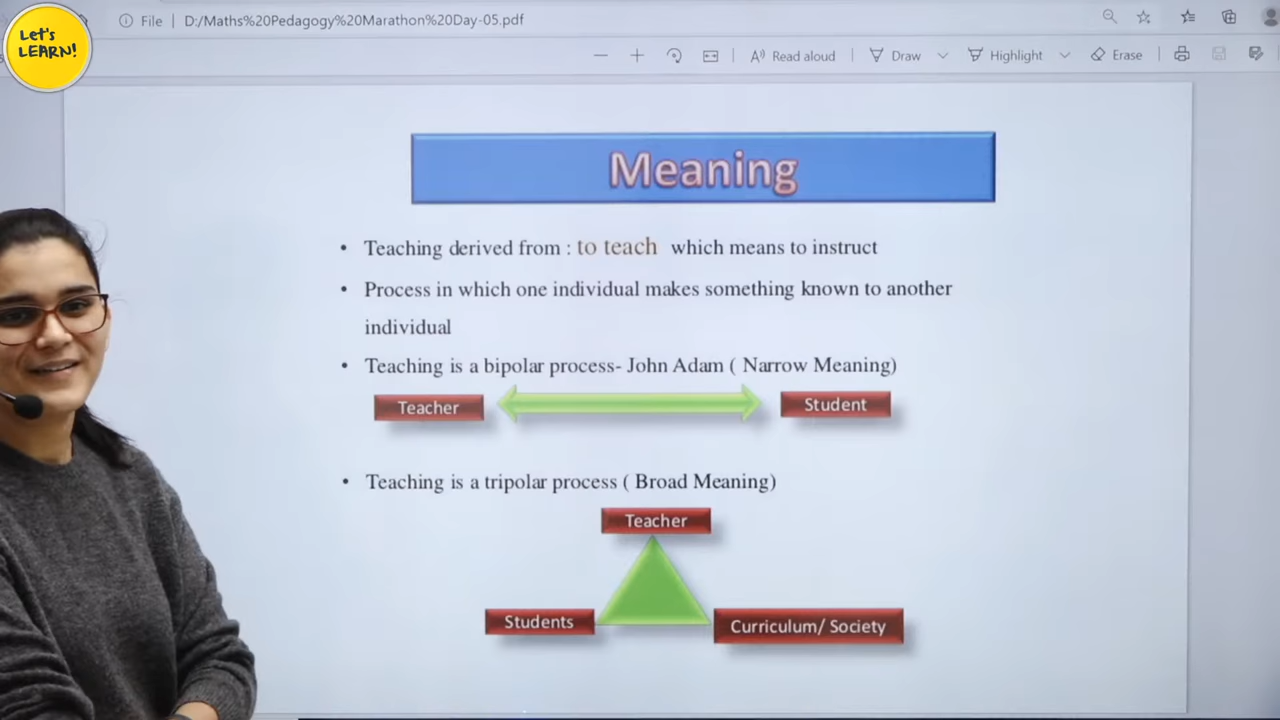 Let's
LEARN!
File | D:/Maths%20Pedagogy%20Marathon%20Day-05.pdf
Read aloud
Draw
Highlight
Erase
Meaning
• Teaching derived from : to teach which means to instruct
• Process in which one individual makes something known to another
individual
• Teaching is a bipolar process- John Adam ( Narrow Meaning)
Teacher
Student
• Teaching is a tripolar process ( Broad Meaning)
Teacher
Students
Curriculum/ Society